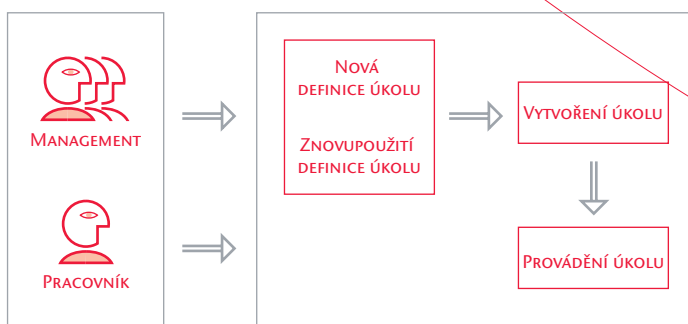 Management
Pracovník
Nová
definice úkolu
Znovupoužití
definice úkolu
Vytvoření úkolu
Provádění úkolu